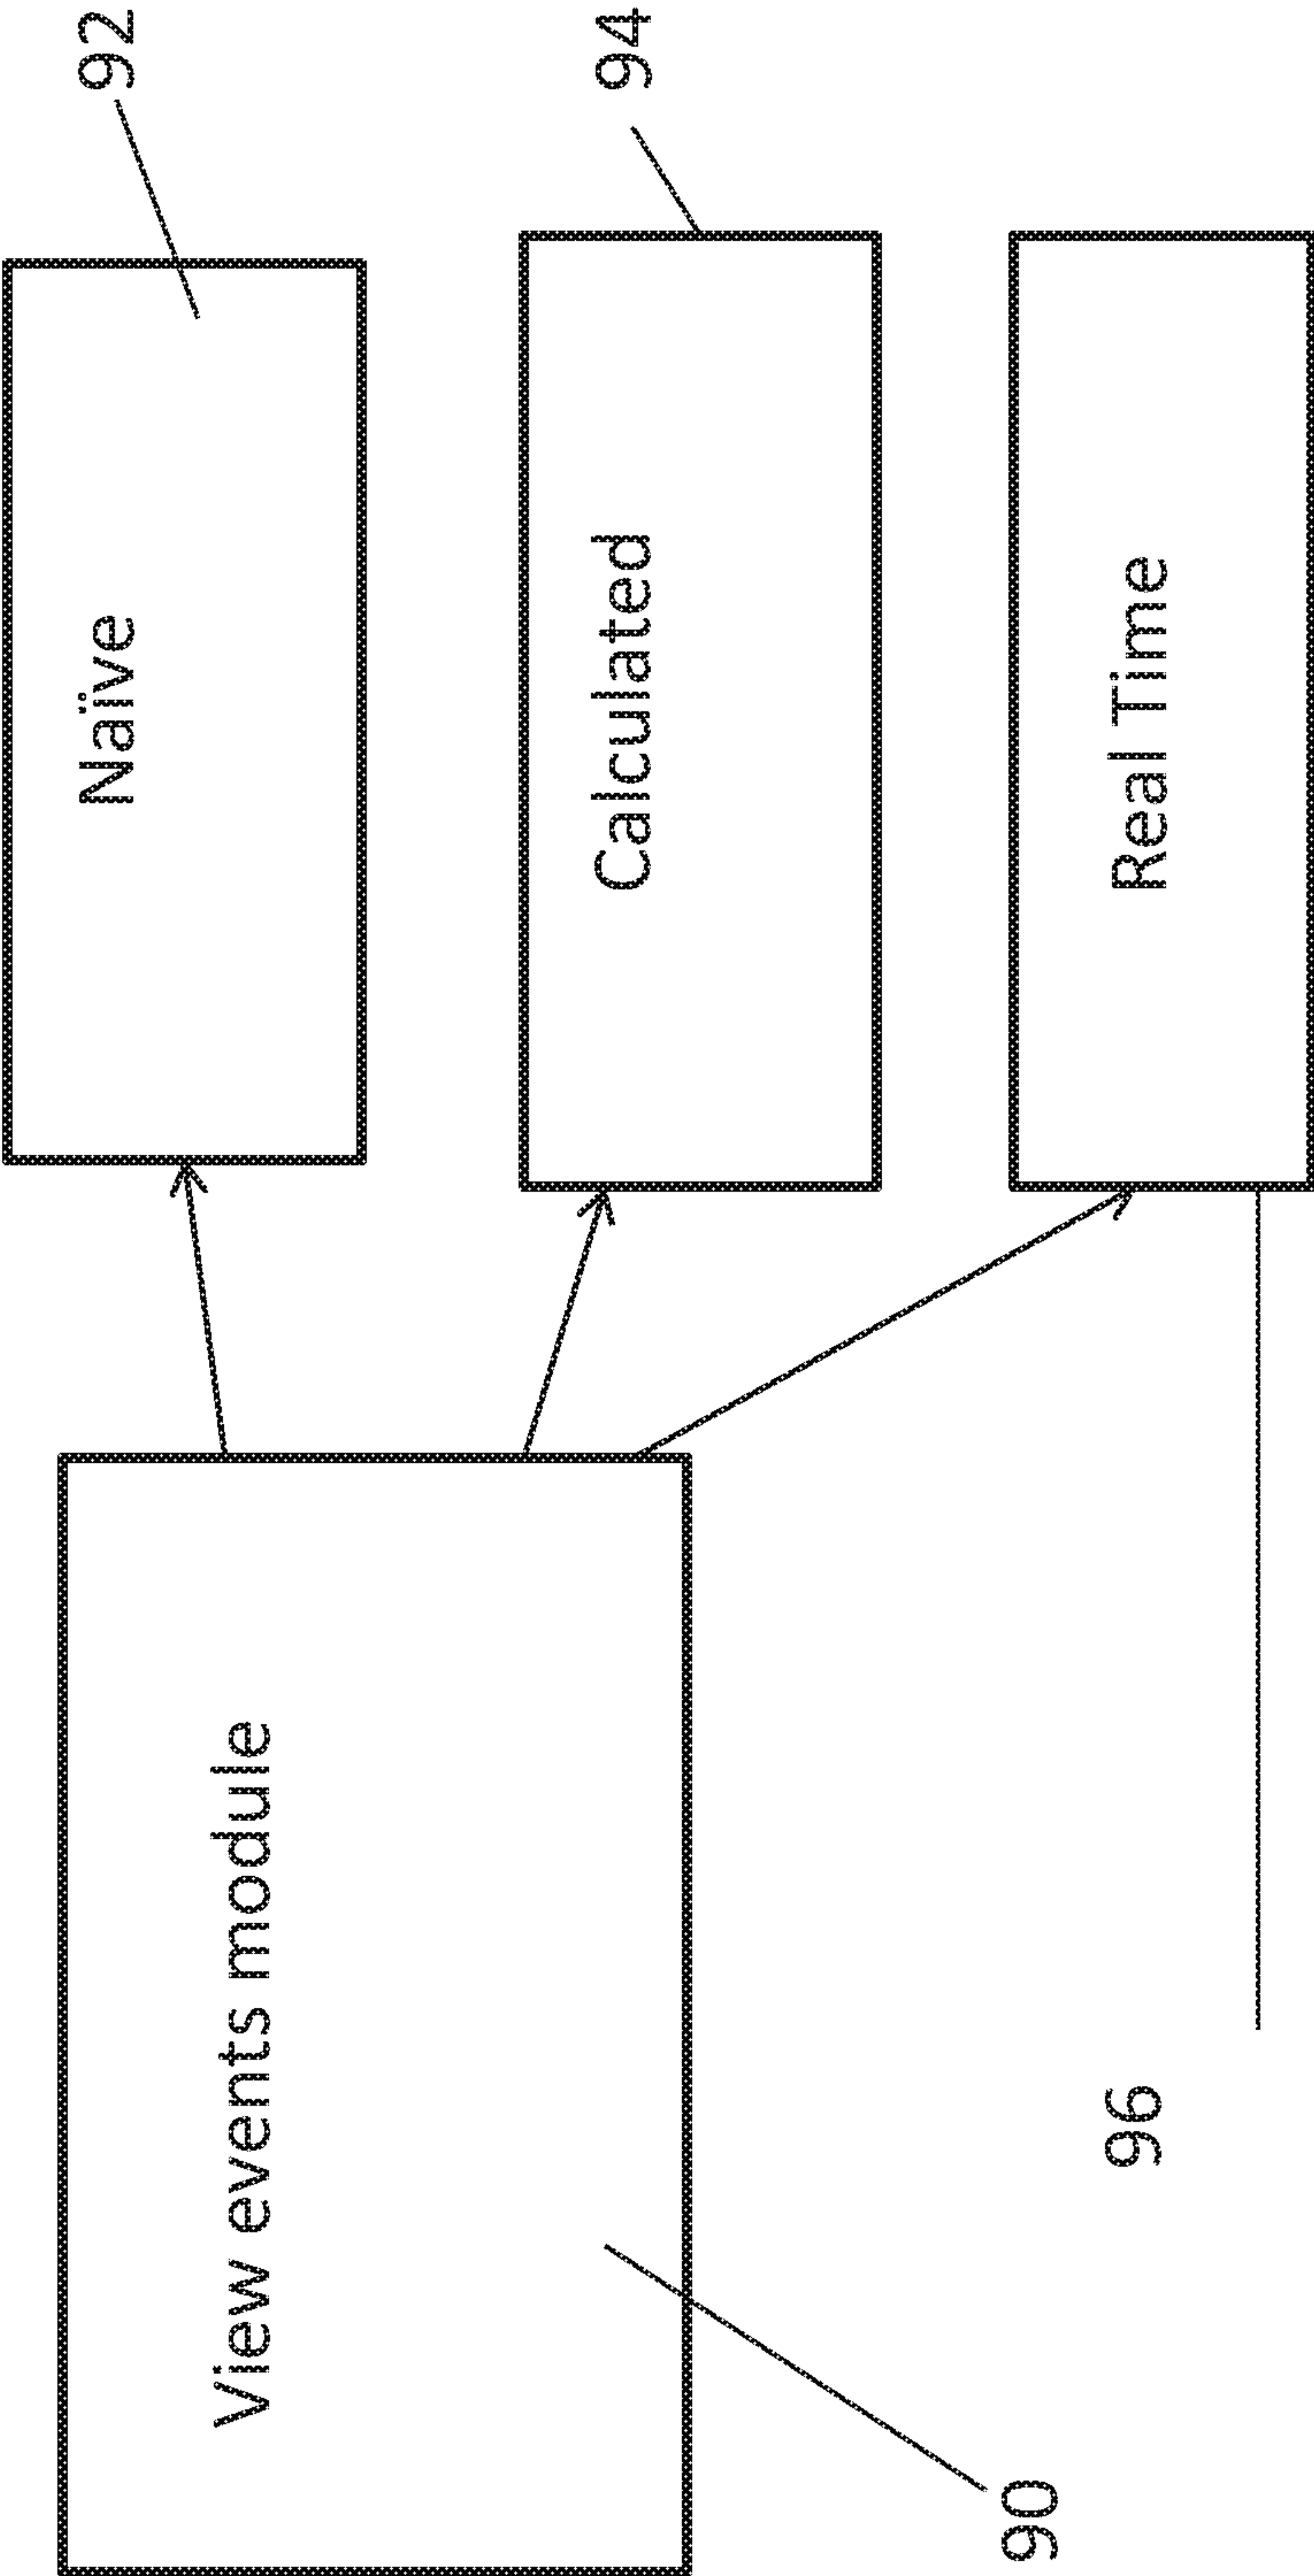 Naïve
92
View events module
Calculated
94
Real Time
96
90